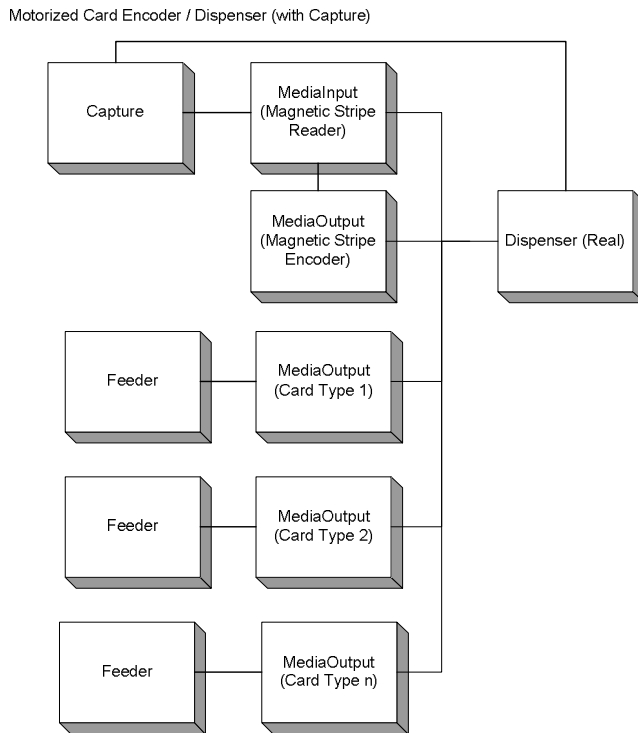 Motorized Card Encoder / Dispenser (with Capture)
Capture
MediaInput
(Magnetic Stripe
Reader)
MediaOutput
(Magnetic Stripe
Encoder)
Dispenser (Real)
Feeder
MediaOutput
(Card Type 1)
Feeder
MediaOutput
(Card Type 2)
Feeder
MediaOutput
(Card Type n)